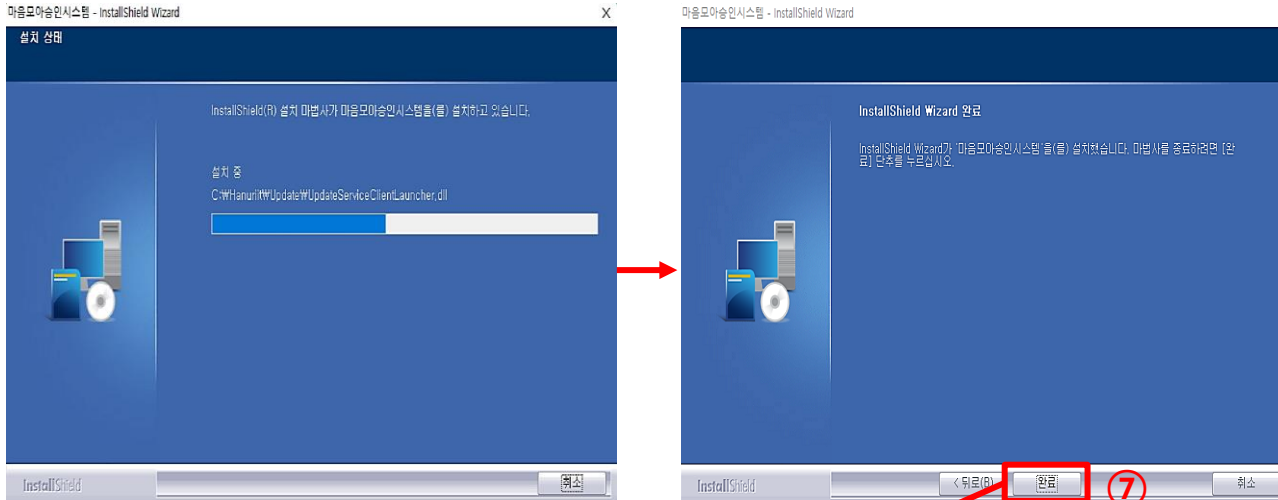 마음모아승인시스템 - InstallShield Wizard
X
설치 상태
InstallShield(R) 설치 마법사가 마음모아승인시스템을(를) 설치하고 있습니다.
설치 중
C:₩Hanuriit₩Update₩UpdateServiceClientLauncher.dll
InstallShield
취소
마음모아승인시스템 - InstallShield Wizard
InstallShield Wizard 완료
InstallShield Wizard가 '마음모아승인시스템'을(를) 설치했습니다. 마법사를 종료하려면 [완
료] 단추를 누르십시오.
InstallShield
< 뒤로(B)
완료
⑦
취소